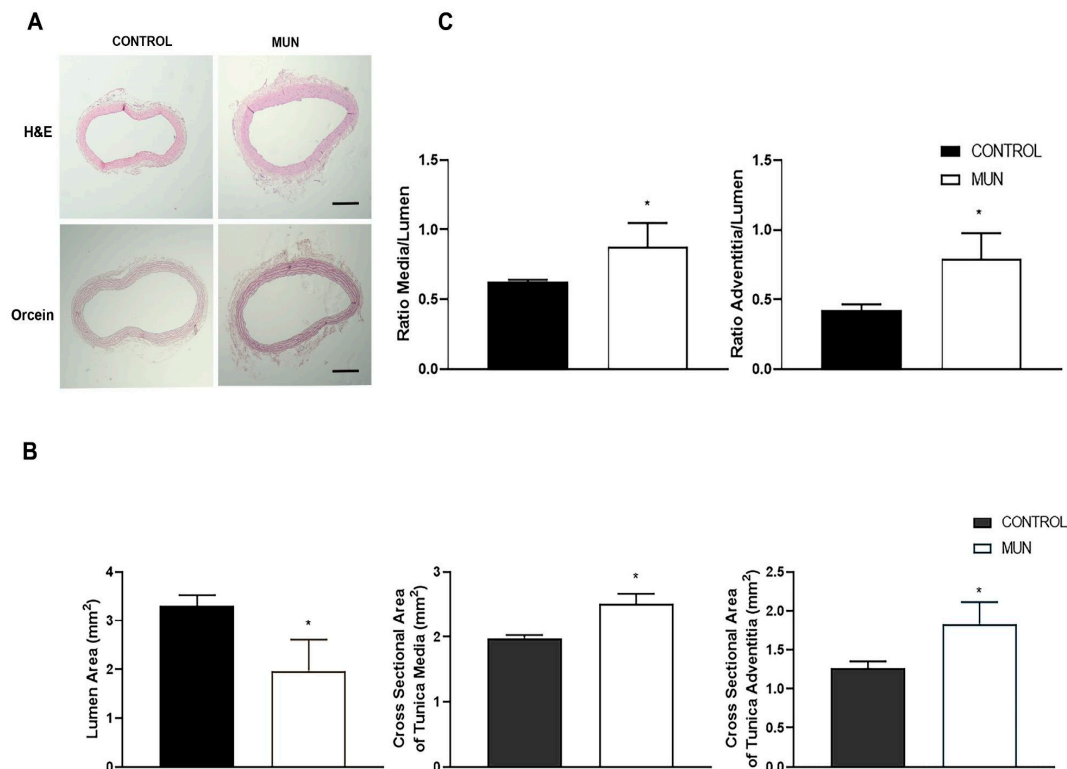 A
CONTROL
MUN
H&E
Orcein
C
1.5
1.0
0.5
0.0
Ratio Media/Lumen
*
1.5
1.0
0.5
0.0
Ratio Adventitia/Lumen
*
CONTROL
MUN
B
4
3
2
1
0
Lumen Area (mm²)
*
3
2
1
0
Cross Sectional Area
of Tunica Media (mm²)
*
2.5
2.0
1.5
1.0
0.5
0.0
Cross Sectional Area
of Tunica Adventitia (mm²)
*
CONTROL
MUN